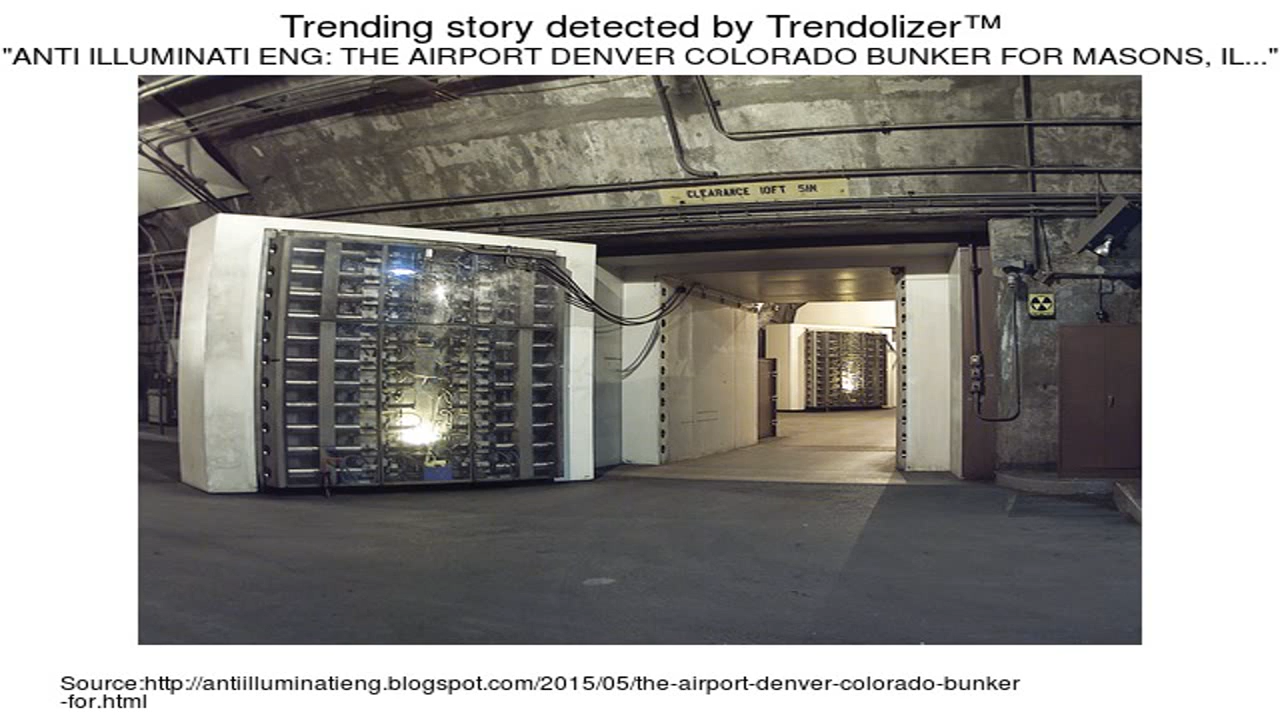 Trending story detected by Trendolizer™
"ANTI ILLUMINATI ENG: THE AIRPORT DENVER COLORADO BUNKER FOR MASONS, IL..."
CLEARANCE 10FT 5IN
Source:http://antiilluminatieng.blogspot.com/2015/05/the-airport-denver-colorado-bunker
-for.html